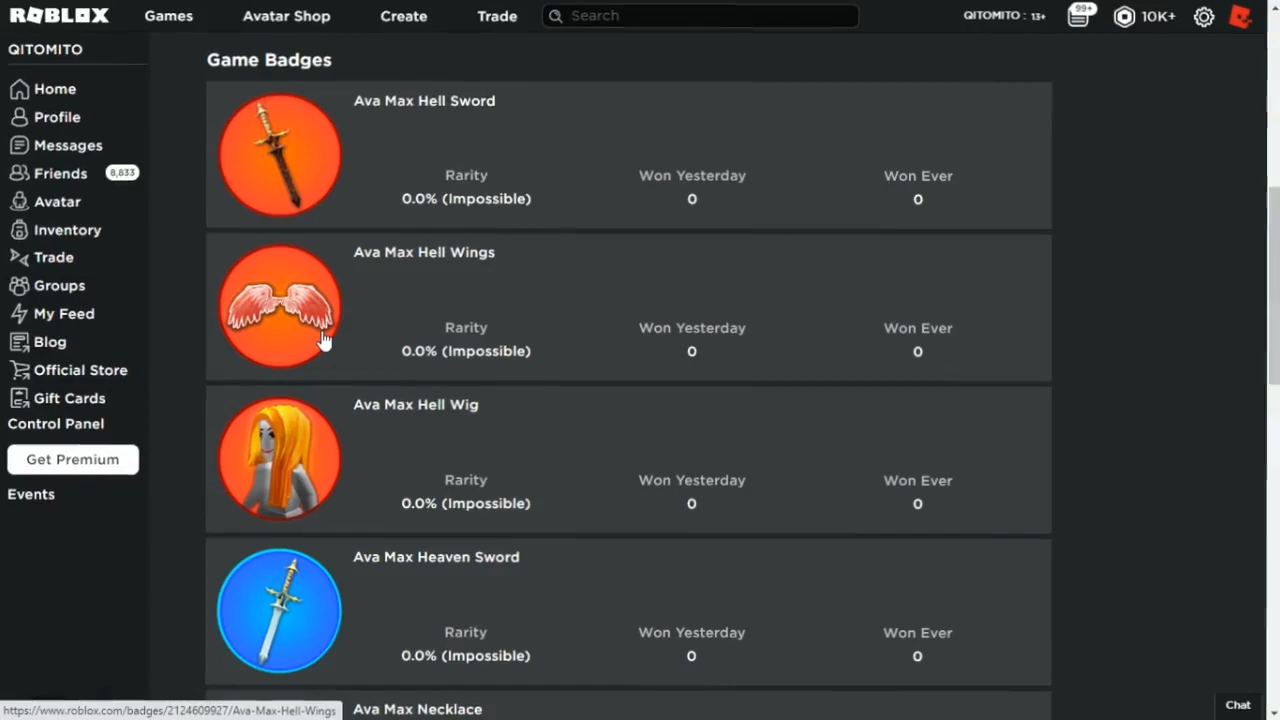 ROBLOX Games Avatar Shop Create Trade Search QITOMITO : 13+ 99+ 10K+
QITOMITO
Home
Profile
Messages
Friends 8,833
Avatar
Inventory
Trade
Groups
My Feed
Blog
Official Store
Gift Cards
Control Panel
Get Premium
Events
Game Badges
Ava Max Hell Sword
Rarity Won Yesterday Won Ever
0.0% (Impossible) 0 0
Ava Max Hell Wings
Rarity Won Yesterday Won Ever
0.0% (Impossible) 0 0
Ava Max Hell Wig
Rarity Won Yesterday Won Ever
0.0% (Impossible) 0 0
Ava Max Heaven Sword
Rarity Won Yesterday Won Ever
0.0% (Impossible) 0 0
Ava Max Necklace
Chat
https://www.roblox.com/badges/2124609927/Ava-Max-Hell-Wings